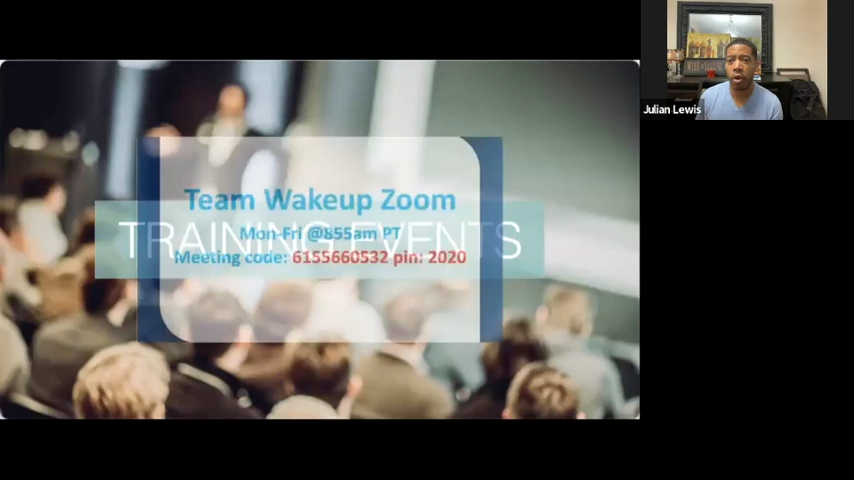 Team Wakeup Zoom
Mon-Fri @855am PT
TRAINING EVENTS
Meeting code: 6155660532 pin: 2020
Julian Lewis